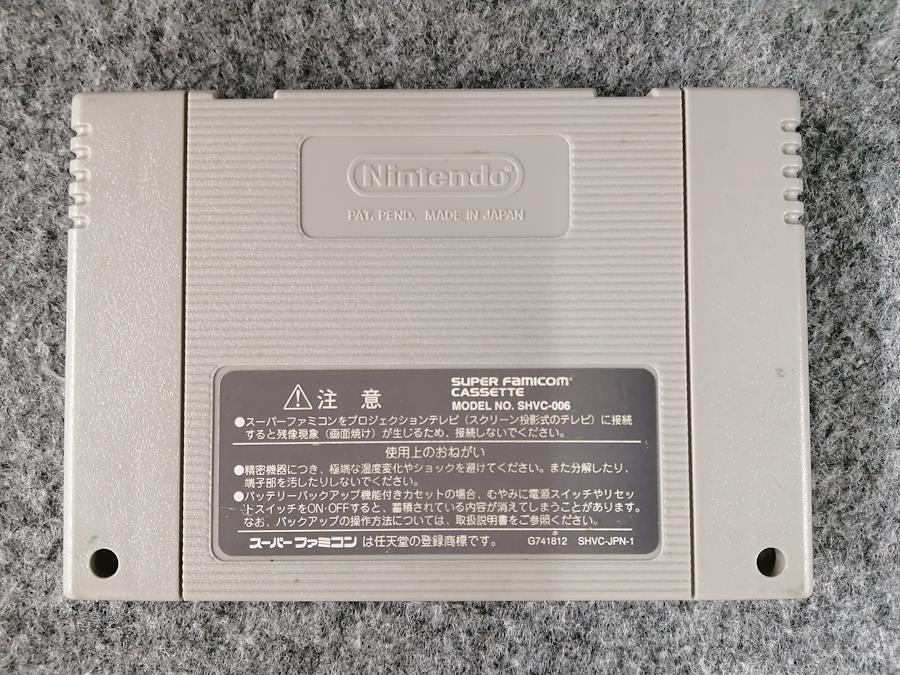 Nintendo®
PAT. PEND. MADE IN JAPAN
⚠注意
SUPER FAMICOM®
CASSETTE
MODEL NO. SHVC-006
●スーパーファミコンをプロジェクションテレビ（スクリーン投影式のテレビ）に接続
すると残像現象（画面焼け）が生じるため、接続しないでください。
使用上のおねがい
●精密機器につき、極端な温度変化やショックを避けてください。また分解したり、
端子部を汚したりしないでください。
●バッテリーバックアップ機能付きカセットの場合、むやみに電源スイッチやリセッ
トスイッチをON・OFFすると、蓄積されている内容が消えてしまうことがあります。
なお、バックアップの操作方法については、取扱説明書をご参照ください。
スーパーファミコンは任天堂の登録商標です。 G741812 SHVC-JPN-1